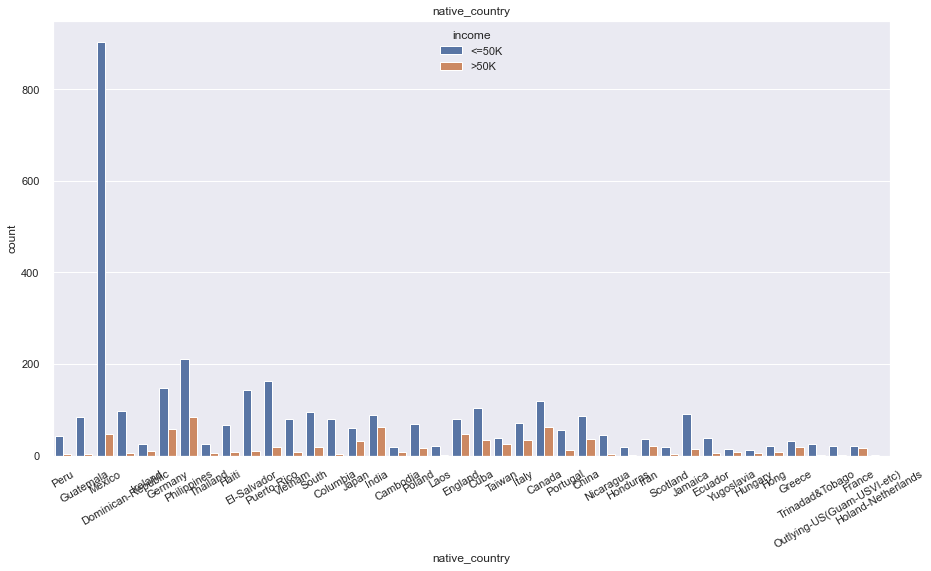 native_country
income
<=50K
>50K
800
600
400
200
0
count
Peru
Guatemala
Mexico
Dominican-Republic
Ireland
Germany
Philippines
Thailand
Haiti
El-Salvador
Puerto-Rico
Vietnam
South
Columbia
Japan
India
Cambodia
Poland
Laos
England
Cuba
Taiwan
Italy
Canada
Portugal
China
Nicaragua
Honduras
Iran
Scotland
Jamaica
Ecuador
Yugoslavia
Hungary
Hong
Greece
Trinadad&Tobago
Outlying-US(Guam-USVI-etc)
France
Holand-Netherlands
native_country